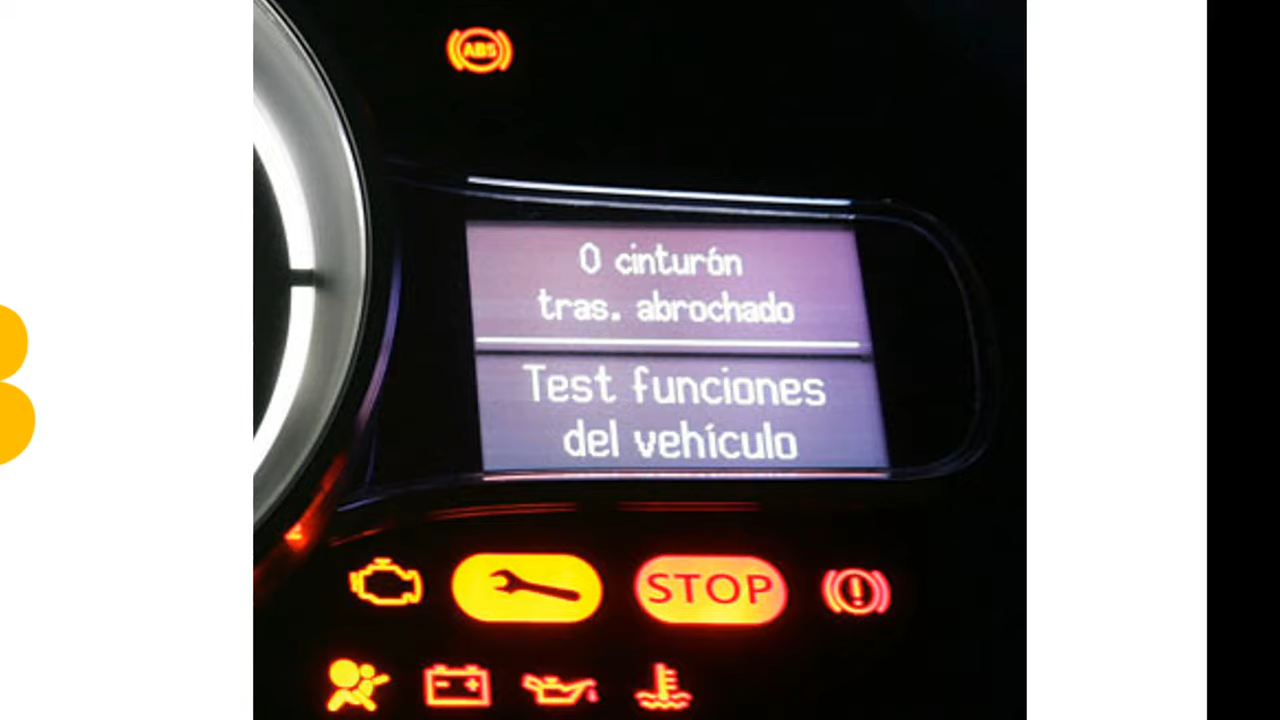 ABS
0 cinturón
tras. abrochado
Test funciones
del vehículo
STOP